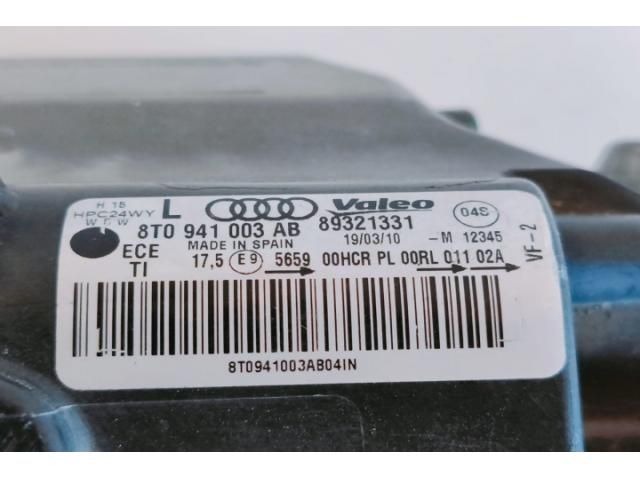 H 15
HPC24WY
W 5 W
L Valeo 04S
8T0 941 003 AB 89321331
ECE MADE IN SPAIN 19/03/10 -M 12345
TI 17,5 E9 5659 00HCR PL 00RL 011 02A
VF-2
8T0941003AB04IN